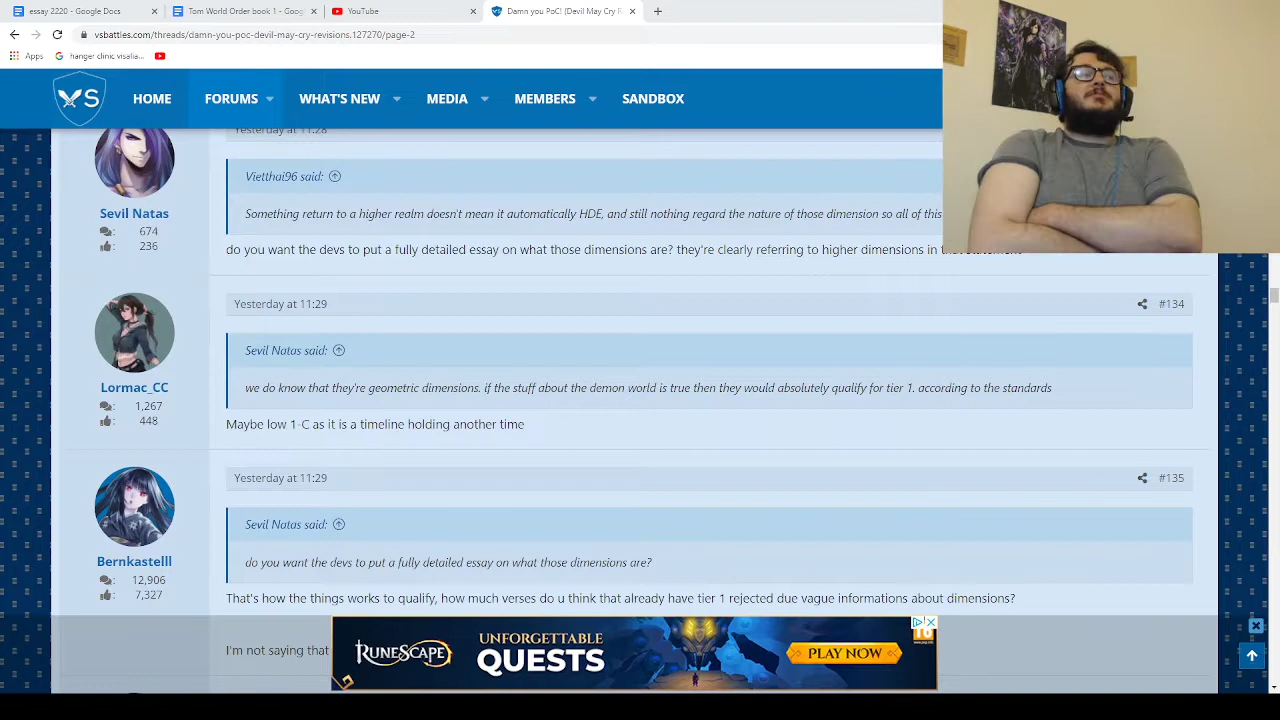 essay 2220 - Google Docs
Tom World Order book 1 - Goog
YouTube
Damn you PoC! (Devil May Cry R
vsbattles.com/threads/damn-you-poc-devil-may-cry-revisions.127270/page-2
Apps
hanger clinic visalia...
S
HOME
FORUMS
WHAT'S NEW
MEDIA
MEMBERS
SANDBOX
Yesterday at 11:28
Vietthai96 said:
Something return to a higher realm doesn't mean it automatically HDE, and still nothing regard the nature of those dimension so all of this
Sevil Natas
674
236
do you want the devs to put a fully detailed essay on what those dimensions are? they're clearly referring to higher dimensions in that statement
Yesterday at 11:29
#134
Sevil Natas said:
we do know that they're geometric dimensions. if the stuff about the demon world is true then they would absolutely qualify for tier 1. according to the standards
Lormac_CC
1,267
448
Maybe low 1-C as it is a timeline holding another time
Yesterday at 11:29
#135
Sevil Natas said:
do you want the devs to put a fully detailed essay on what those dimensions are?
Bernkastelll
12,906
7,327
That's how the things works to qualify, how much verses do u think that already have tier 1 rejected due vague informations about dimensions?
I'm not saying that
RUNESCAPE
UNFORGETTABLE
QUESTS
PLAY NOW
16